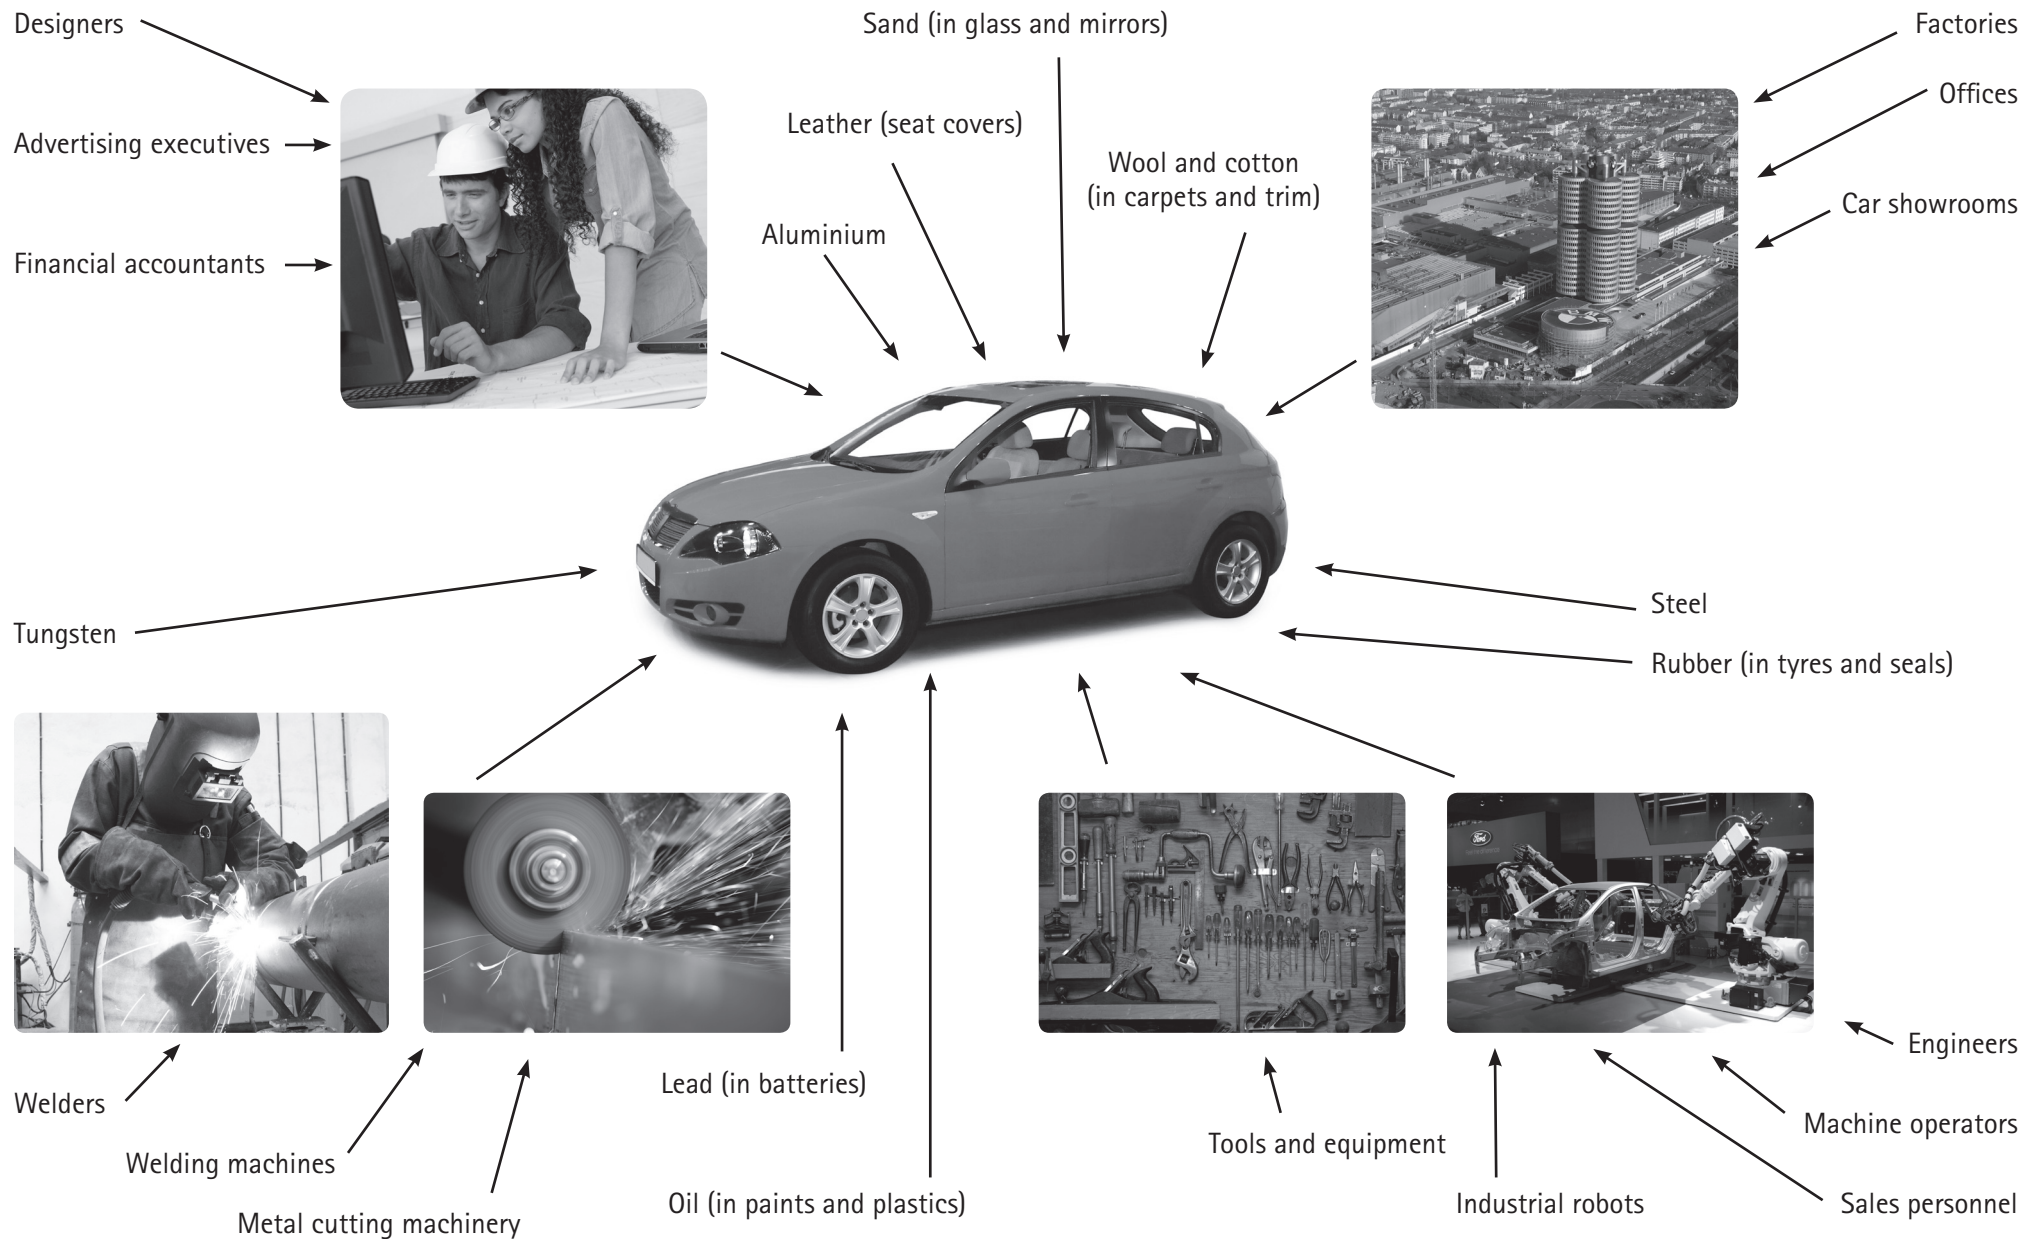 Designers
Sand (in glass and mirrors)
Factories
Offices
Leather (seat covers)
Advertising executives
Wool and cotton
(in carpets and trim)
Car showrooms
Aluminium
Financial accountants
Steel
Tungsten
Rubber (in tyres and seals)
Ford
Engineers
Lead (in batteries)
Welders
Machine operators
Tools and equipment
Welding machines
Oil (in paints and plastics)
Industrial robots
Sales personnel
Metal cutting machinery